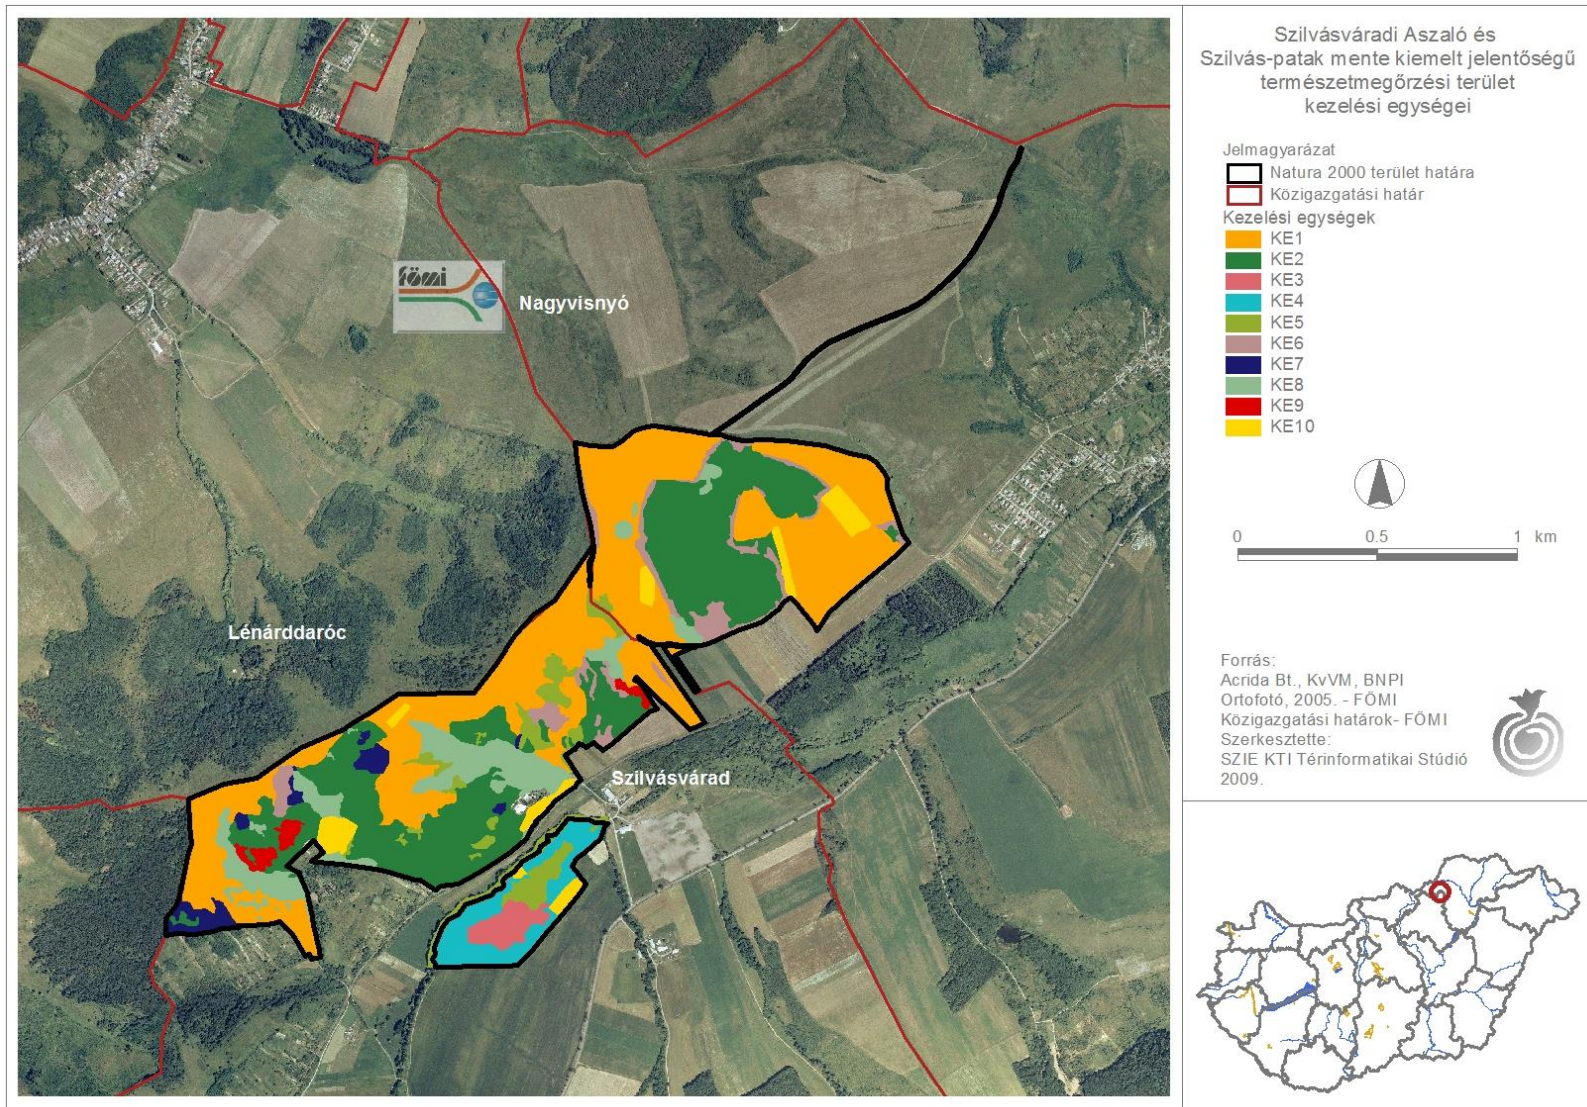 Szilvásváradi Aszaló és
Szilvás-patak mente kiemelt jelentőségű
természetmegőrzési terület
kezelési egységei
Jelmagyarázat
Natura 2000 terület határa
Közigazgatási határ
Kezelési egységek
KE1
KE2
KE3
KE4
KE5
KE6
KE7
KE8
KE9
KE10
0 0.5 1 km
Forrás:
Acrida Bt., KvVM, BNPI
Ortofotó, 2005. - FÖMI
Közigazgatási határok- FÖMI
Szerkesztette:
SZIE KTI Térinformatikai Stúdió
2009.
fömi
Nagyvisnyó
Lénárddaróc
Szilvásvárad